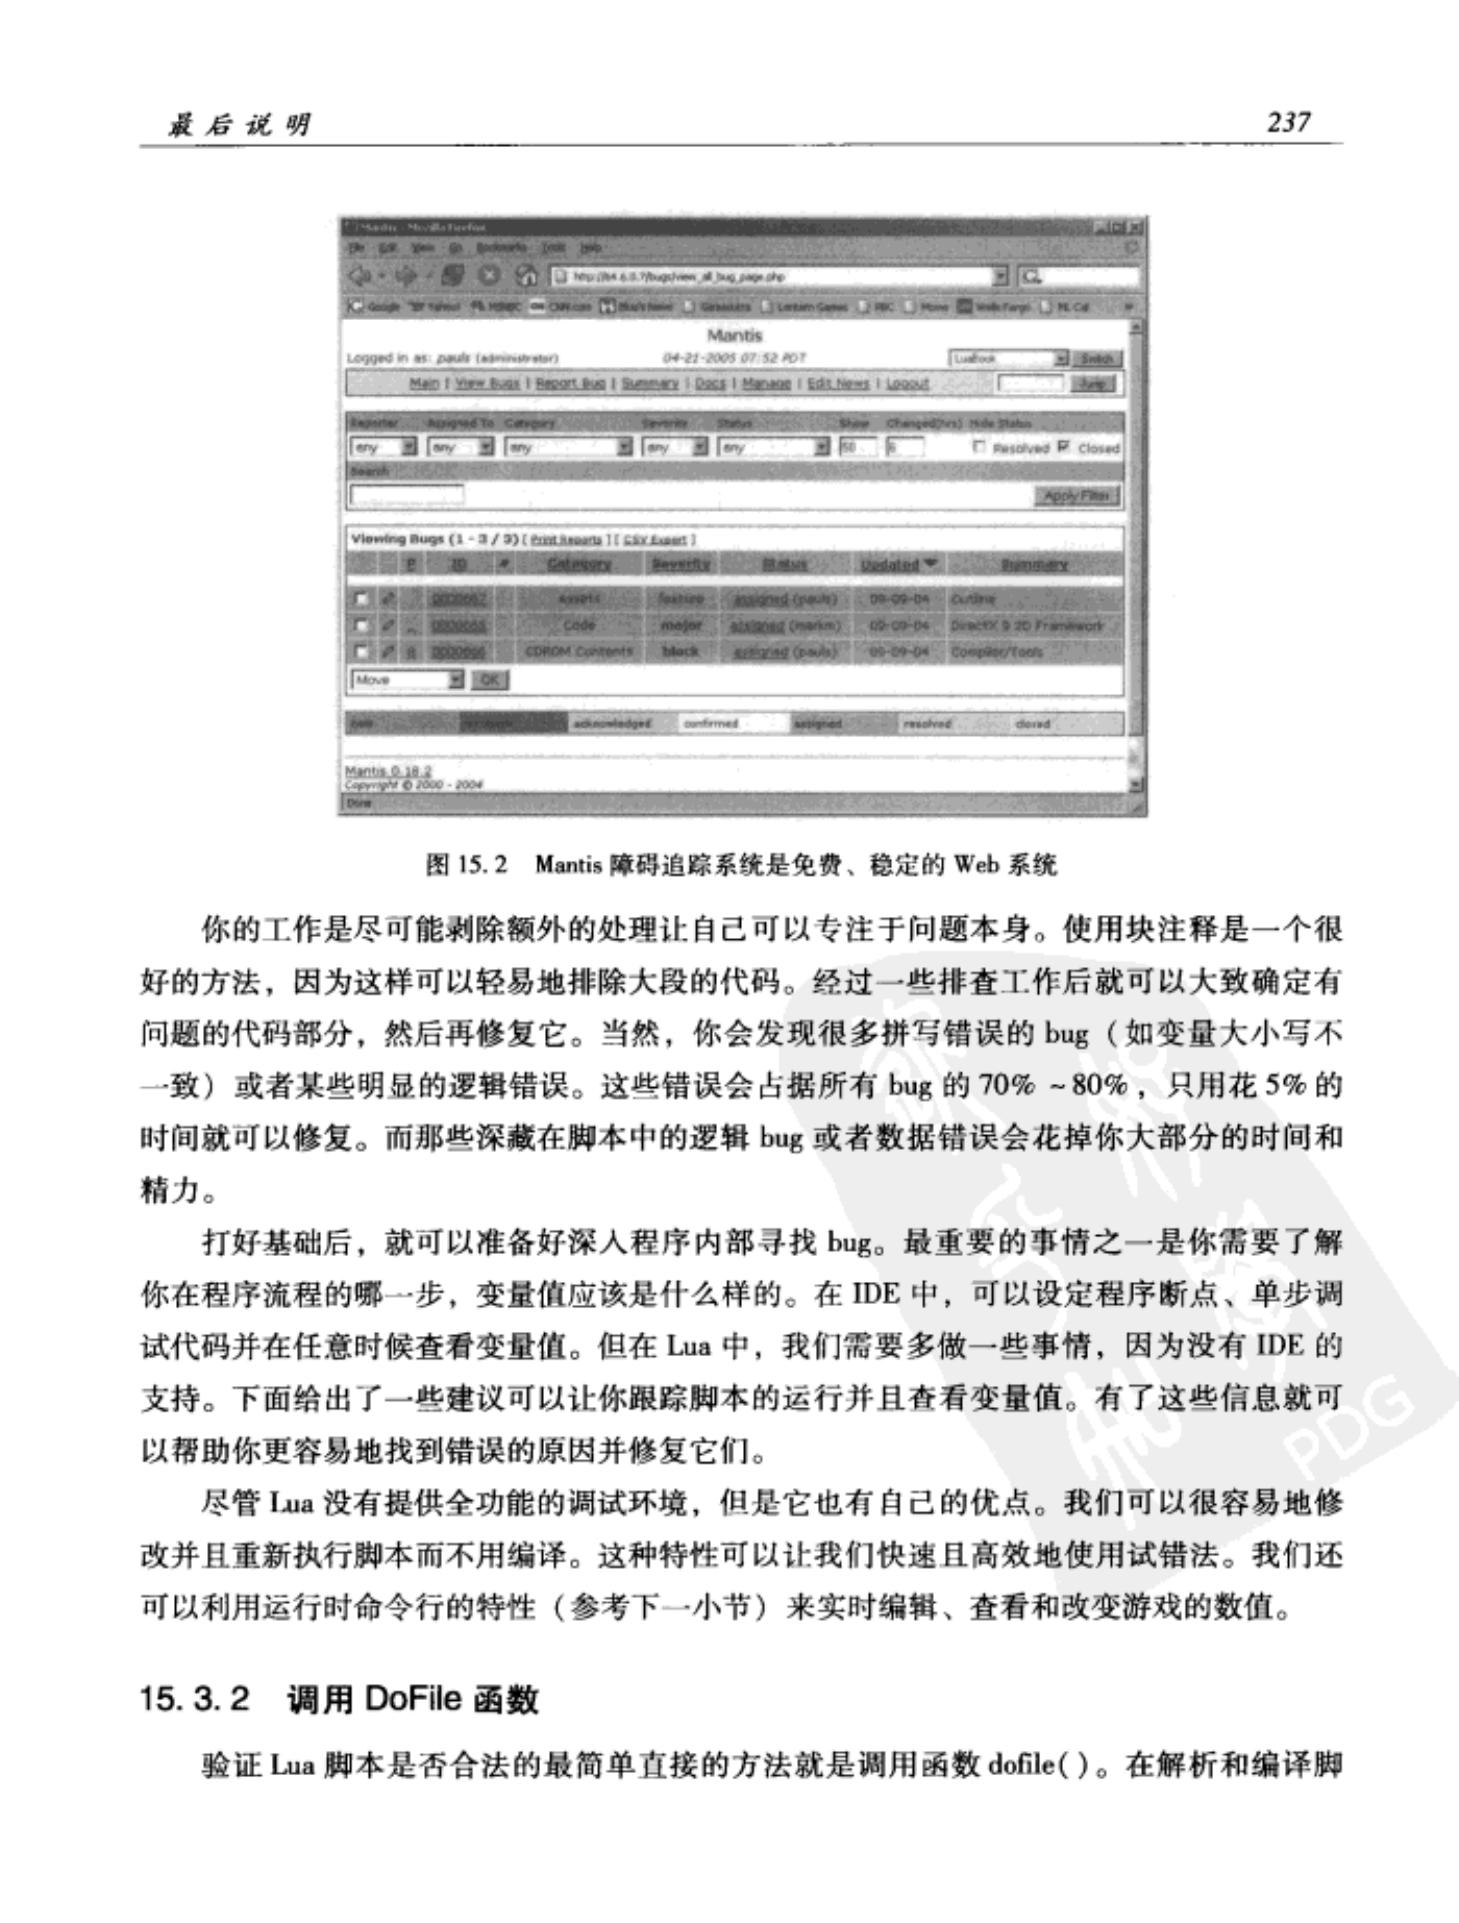 最后说明 237
Mantis
Logged in as: pauls (administrator) 04-21-2005 07:52 PDT Switch
Main | View Bugs | Report Bug | Summary | Docs | Manage | Edit News | Logout Jump
Reporter Assigned To Category Severity Status Show Changed(hrs) Hide Status
any any any any any 50 6 Resolved Closed
Search
Apply Filter
Viewing Bugs (1 - 3 / 3) [ Print Reports ] [ CSV Export ]
P ID # Category Severity Status Updated Summary
assets feature assigned (pauls) 09-09-04 Outline
Code major assigned (markm) 09-09-04 DirectX 9 2D Framework
CDROM Contents block assigned (pauls) 09-09-04 Compiler/Tools
Move OK
acknowledged confirmed assigned resolved closed
Mantis 0.18.2
Copyright © 2000 - 2004
Done
图 15.2 Mantis 障碍追踪系统是免费、稳定的 Web 系统
你的工作是尽可能剥除额外的处理让自己可以专注于问题本身。使用块注释是一个很
好的方法，因为这样可以轻易地排除大段的代码。经过一些排查工作后就可以大致确定有
问题的代码部分，然后再修复它。当然，你会发现很多拼写错误的 bug（如变量大小写不
一致）或者某些明显的逻辑错误。这些错误会占据所有 bug 的 70% ~ 80%，只用花 5% 的
时间就可以修复。而那些深藏在脚本中的逻辑 bug 或者数据错误会花掉你大部分的时间和
精力。
打好基础后，就可以准备好深入程序内部寻找 bug。最重要的事情之一是你需要了解
你在程序流程的哪一步，变量值应该是什么样的。在 IDE 中，可以设定程序断点、单步调
试代码并在任意时候查看变量值。但在 Lua 中，我们需要多做一些事情，因为没有 IDE 的
支持。下面给出了一些建议可以让你跟踪脚本的运行并且查看变量值。有了这些信息就可
以帮助你更容易地找到错误的原因并修复它们。
尽管 Lua 没有提供全功能的调试环境，但是它也有自己的优点。我们可以很容易地修
改并且重新执行脚本而不用编译。这种特性可以让我们快速且高效地使用试错法。我们还
可以利用运行时命令行的特性（参考下一小节）来实时编辑、查看和改变游戏的数值。
15.3.2 调用 DoFile 函数
验证 Lua 脚本是否合法的最简单直接的方法就是调用函数 dofile( )。在解析和编译脚
PDG